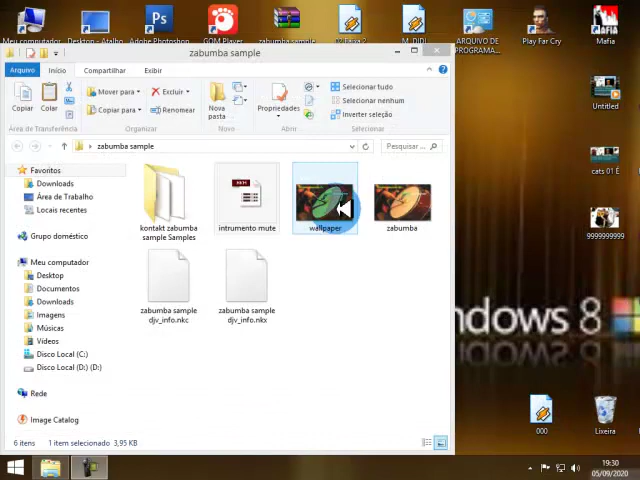 Meu computador
Desktop - Atalho
Adobe Photoshop
GOM Player
zabumba sample
ARQUIVO DE
PROGRAMA...
Play Far Cry
Mafia
zabumba sample
Arquivo
Início
Compartilhar
Exibir
Copiar
Colar
Mover para
Copiar para
Excluir
Renomear
Nova
pasta
Propriedades
Selecionar tudo
Selecionar nenhum
Inverter seleção
Área de Transferência
Organizar
Novo
Abrir
Selecionar
zabumba sample
Pesquisar ...
Favoritos
Downloads
Área de Trabalho
Locais recentes
Grupo doméstico
Meu computador
Desktop
Documentos
Downloads
Imagens
Músicas
Vídeos
Disco Local (C:)
Disco Local (D:) (D:)
Rede
Image Catalog
kontakt zabumba
sample Samples
intrumento mute
wallpaper
zabumba
zabumba sample
djv_info.nkc
zabumba sample
djv_info.nkx
6 itens
1 item selecionado 3,95 KB
Untitled
cats 01 E
9999999999
ndows 8
000
Lixeira
19:30
05/09/2020